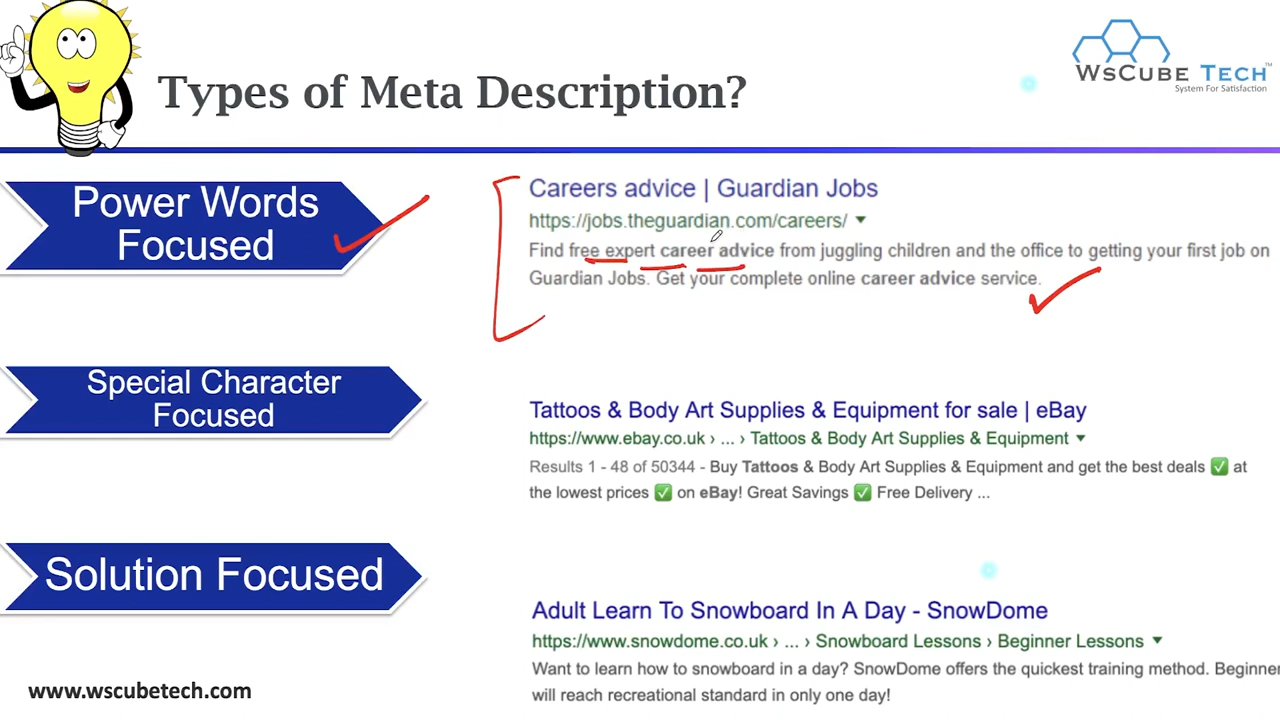 Types of Meta Description?
WsCube Tech™
System For Satisfaction
Power Words
Focused
Careers advice | Guardian Jobs
https://jobs.theguardian.com/careers/
Find free expert career advice from juggling children and the office to getting your first job on
Guardian Jobs. Get your complete online career advice service.
Special Character
Focused
Tattoos & Body Art Supplies & Equipment for sale | eBay
https://www.ebay.co.uk › ... › Tattoos & Body Art Supplies & Equipment
Results 1 - 48 of 50344 - Buy Tattoos & Body Art Supplies & Equipment and get the best deals ✅ at
the lowest prices ✅ on eBay! Great Savings ✅ Free Delivery ...
Solution Focused
Adult Learn To Snowboard In A Day - SnowDome
https://www.snowdome.co.uk › ... › Snowboard Lessons › Beginner Lessons
Want to learn how to snowboard in a day? SnowDome offers the quickest training method. Beginner
will reach recreational standard in only one day!
www.wscubetech.com